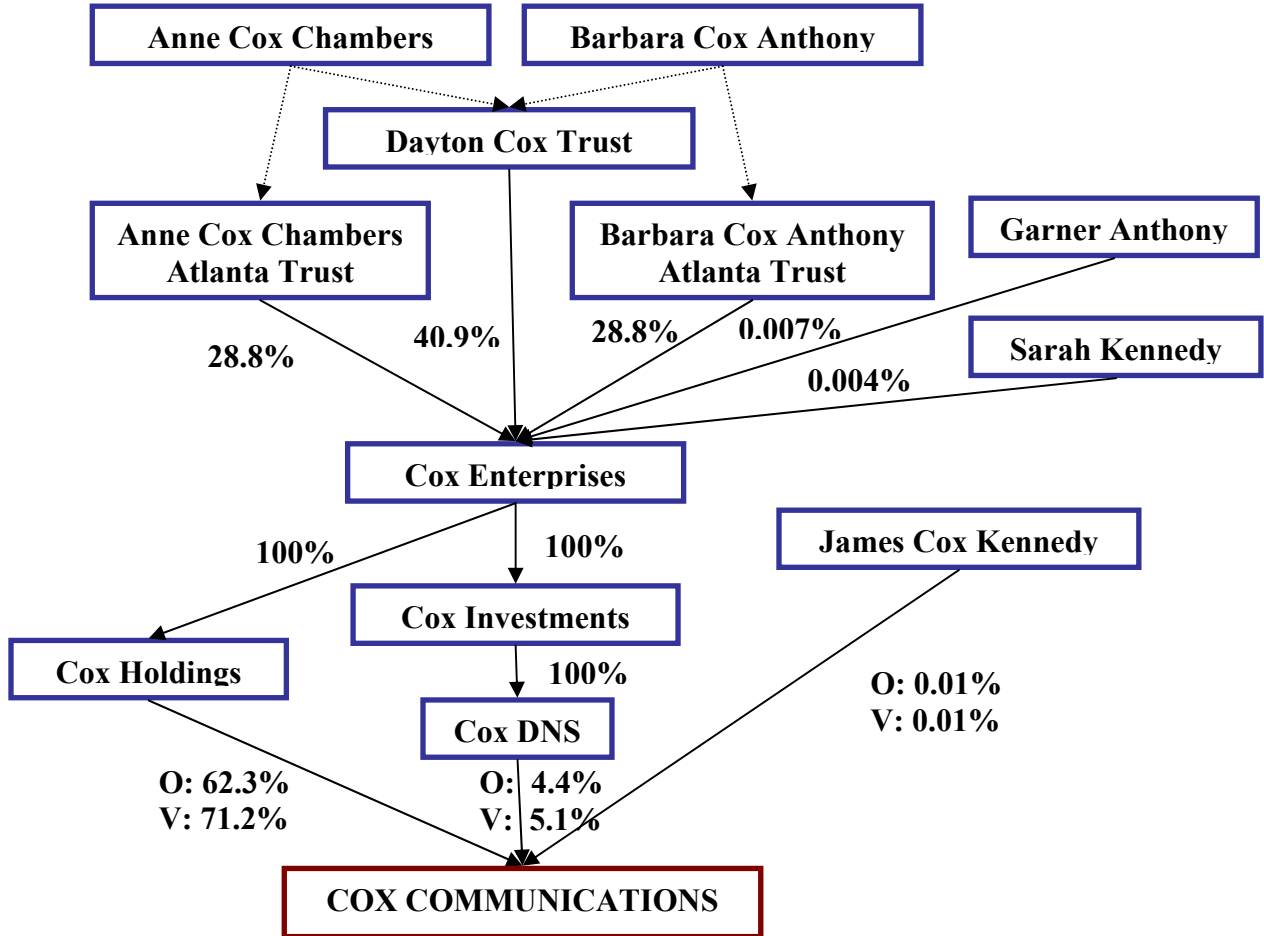 Anne Cox Chambers
Barbara Cox Anthony
Dayton Cox Trust
Anne Cox Chambers
Atlanta Trust
Barbara Cox Anthony
Atlanta Trust
Garner Anthony
28.8%
40.9%
28.8%
0.007%
Sarah Kennedy
0.004%
Cox Enterprises
100%
100%
James Cox Kennedy
Cox Investments
Cox Holdings
100%
O: 0.01%
V: 0.01%
Cox DNS
O: 62.3%
V: 71.2%
O: 4.4%
V: 5.1%
COX COMMUNICATIONS